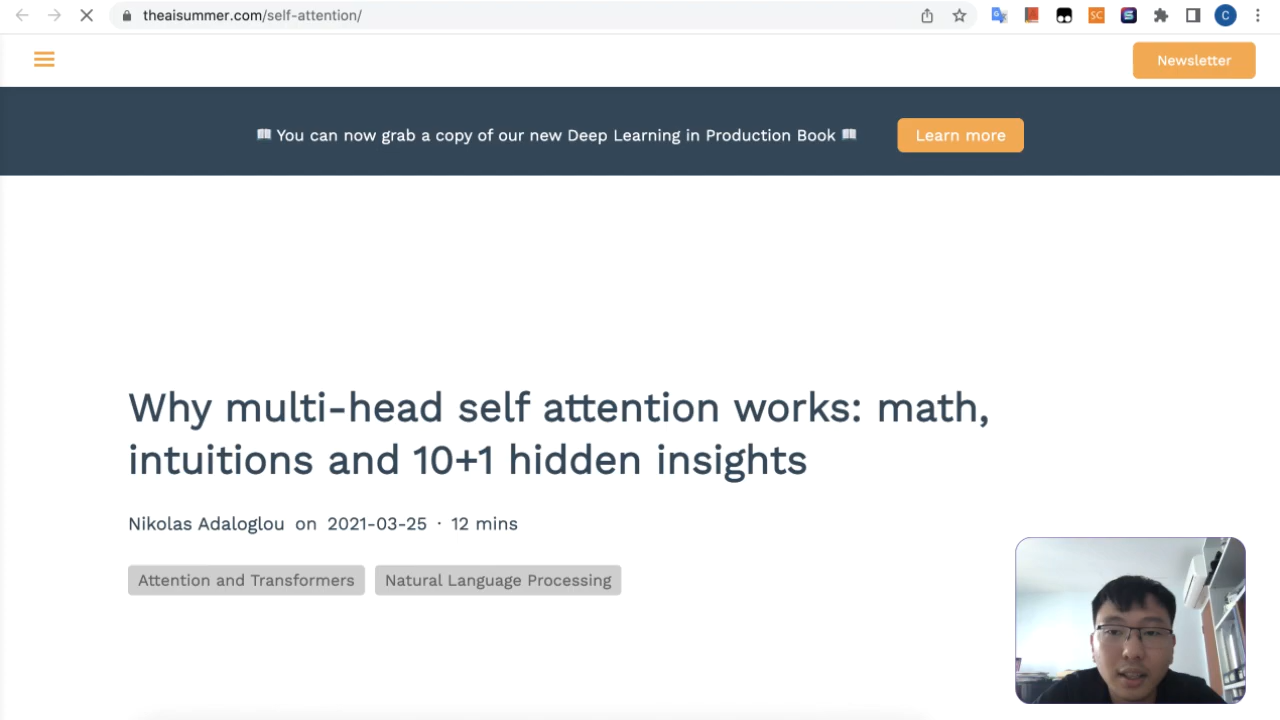 theaisummer.com/self-attention/
SC
C
Newsletter
You can now grab a copy of our new Deep Learning in Production Book
Learn more
Why multi-head self attention works: math,
intuitions and 10+1 hidden insights
Nikolas Adaloglou on 2021-03-25 · 12 mins
Attention and Transformers
Natural Language Processing